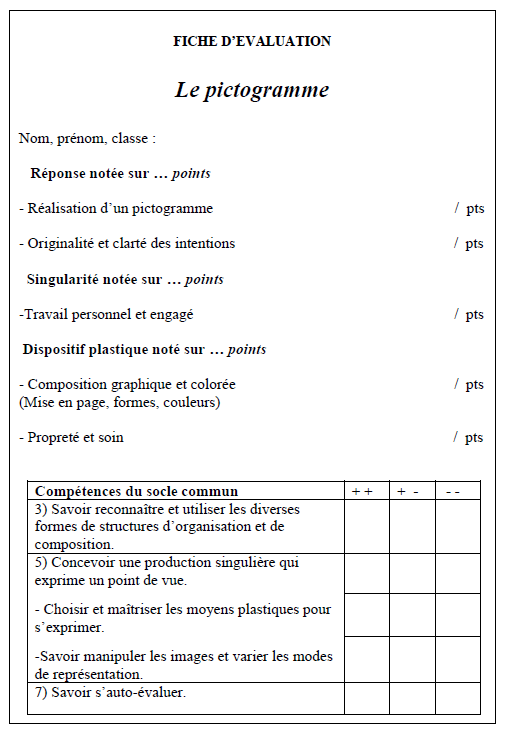 FICHE D'EVALUATION
Le pictogramme
Nom, prénom, classe :
Réponse notée sur … points
- Réalisation d'un pictogramme / pts
- Originalité et clarté des intentions / pts
Singularité notée sur … points
-Travail personnel et engagé / pts
Dispositif plastique noté sur … points
- Composition graphique et colorée / pts
(Mise en page, formes, couleurs)
- Propreté et soin / pts
Compétences du socle commun + + + - - -
3) Savoir reconnaître et utiliser les diverses
formes de structures d'organisation et de
composition.
5) Concevoir une production singulière qui
exprime un point de vue.
- Choisir et maîtriser les moyens plastiques pour
s'exprimer.
-Savoir manipuler les images et varier les modes
de représentation.
7) Savoir s'auto-évaluer.